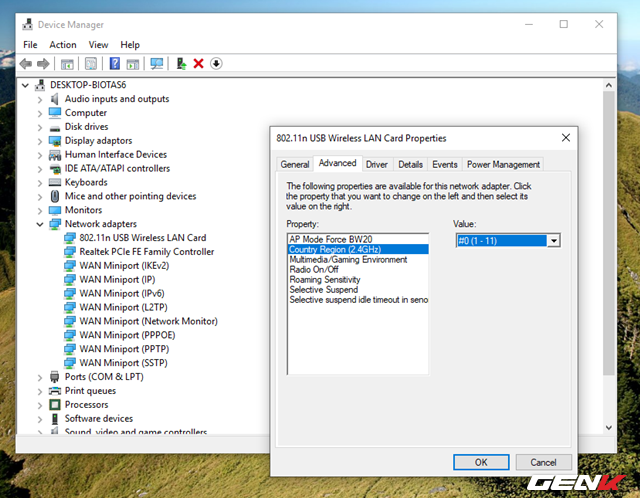 Device Manager
File Action View Help
DESKTOP-BIOTAS6
Audio inputs and outputs
Computer
Disk drives
Display adaptors
Human Interface Devices
IDE ATA/ATAPI controllers
Keyboards
Mice and other pointing devices
Monitors
Network adapters
802.11n USB Wireless LAN Card
Realtek PCIe FE Family Controller
WAN Miniport (IKEv2)
WAN Miniport (IP)
WAN Miniport (IPv6)
WAN Miniport (L2TP)
WAN Miniport (Network Monitor)
WAN Miniport (PPPOE)
WAN Miniport (PPTP)
WAN Miniport (SSTP)
Ports (COM & LPT)
Print queues
Processors
Software devices
Sound, video and game controllers
802.11n USB Wireless LAN Card Properties
General Advanced Driver Details Events Power Management
The following properties are available for this network adapter. Click
the property that you want to change on the left and then select its
value on the right.
Property: Value:
AP Mode Force BW20
Country Region (2.4GHz) #0 (1 - 11)
Multimedia/Gaming Environment
Radio On/Off
Roaming Sensitivity
Selective Suspend
Selective suspend idle timeout in seno
OK Cancel
GENK